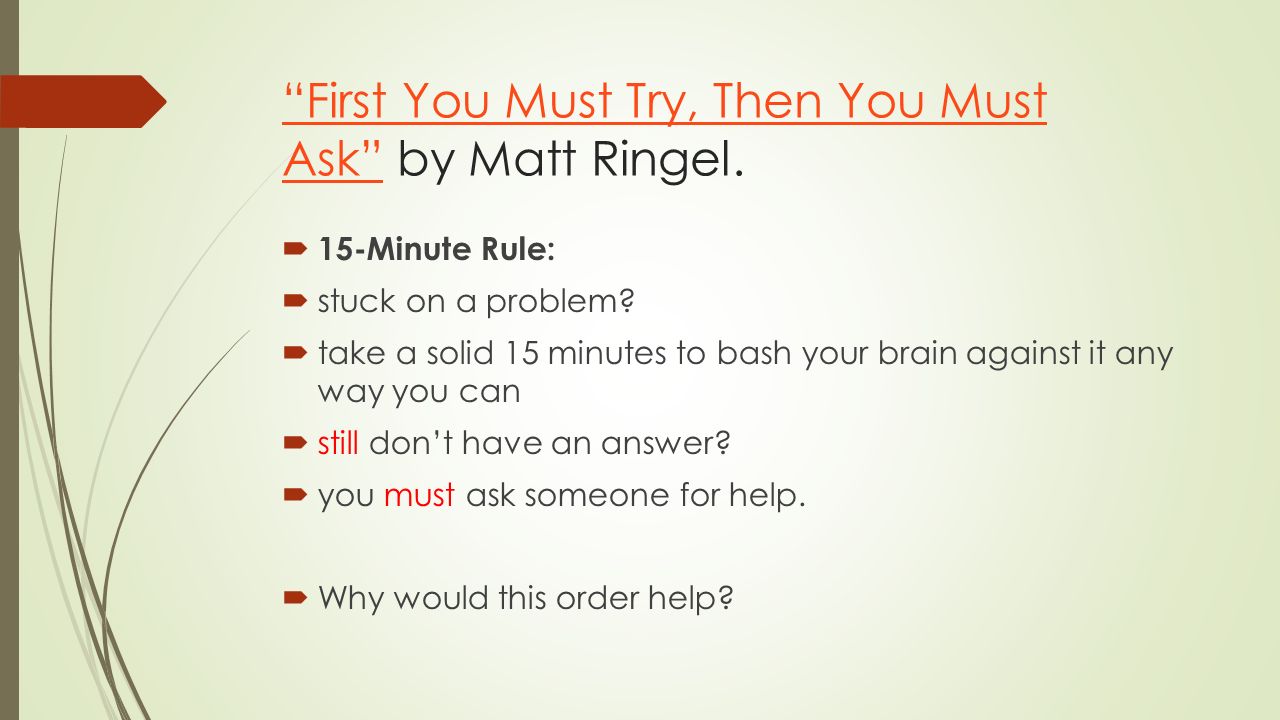 “First You Must Try, Then You Must
Ask” by Matt Ringel.
15-Minute Rule:
stuck on a problem?
take a solid 15 minutes to bash your brain against it any
way you can
still don’t have an answer?
you must ask someone for help.
Why would this order help?